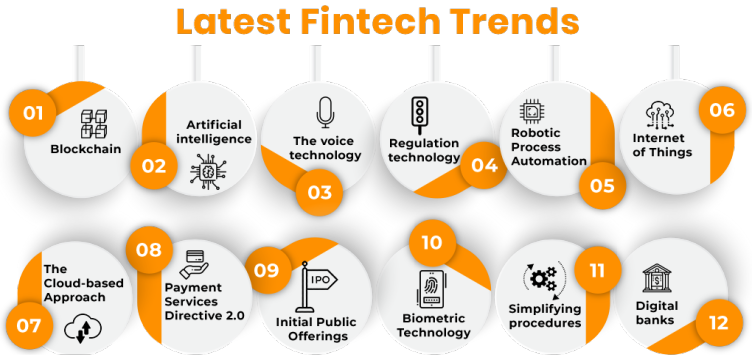 Latest Fintech Trends
01
Blockchain
Artificial
intelligence
02
The voice
technology
03
Regulation
technology
04
Robotic
Process
Automation
05
06
Internet
of Things
The
Cloud-based
Approach
07
08
Payment
Services
Directive 2.0
09
IPO
Initial Public
Offerings
10
Biometric
Technology
11
Simplifying
procedures
Digital
banks
12